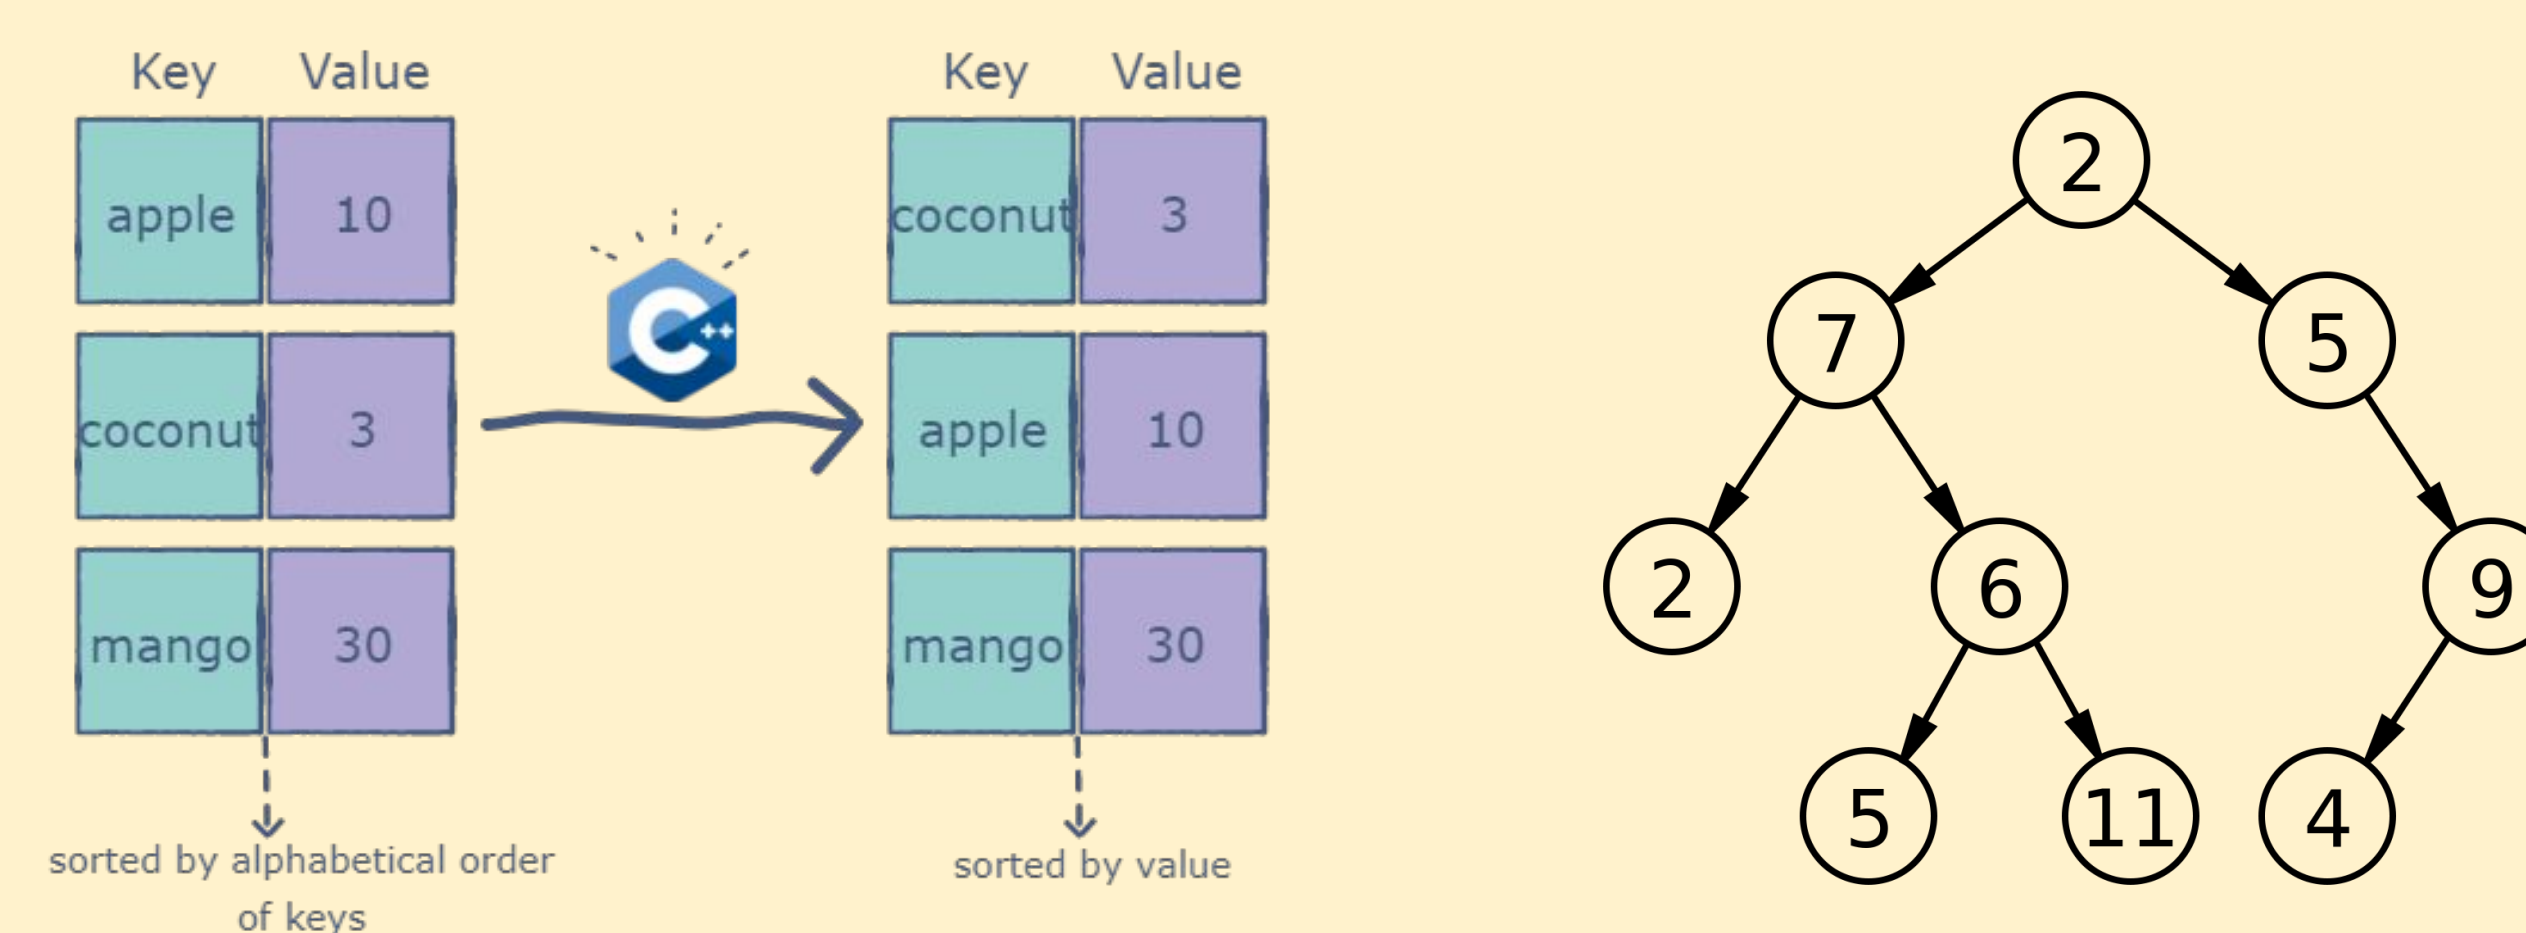 Key Value
apple 10
coconut 3
mango 30
sorted by alphabetical order
of keys
C++
Key Value
coconut 3
apple 10
mango 30
sorted by value
2
7 5
2 6 9
5 11 4